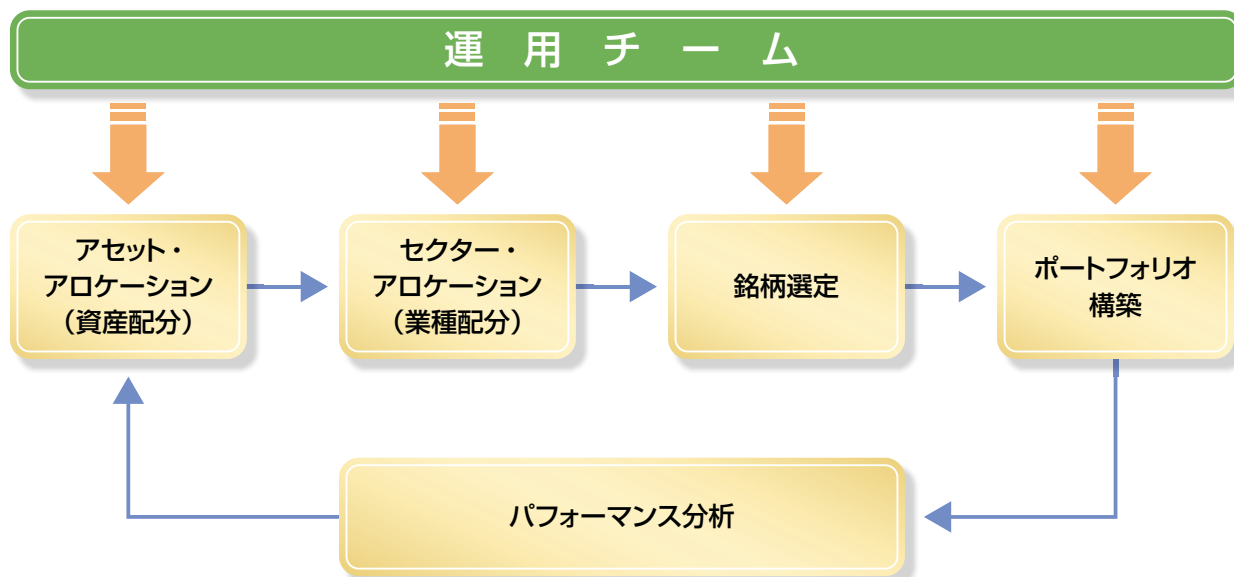 運用チーム
アセット・
アロケーション
（資産配分）
セクター・
アロケーション
（業種配分）
銘柄選定
ポートフォリオ
構築
パフォーマンス分析